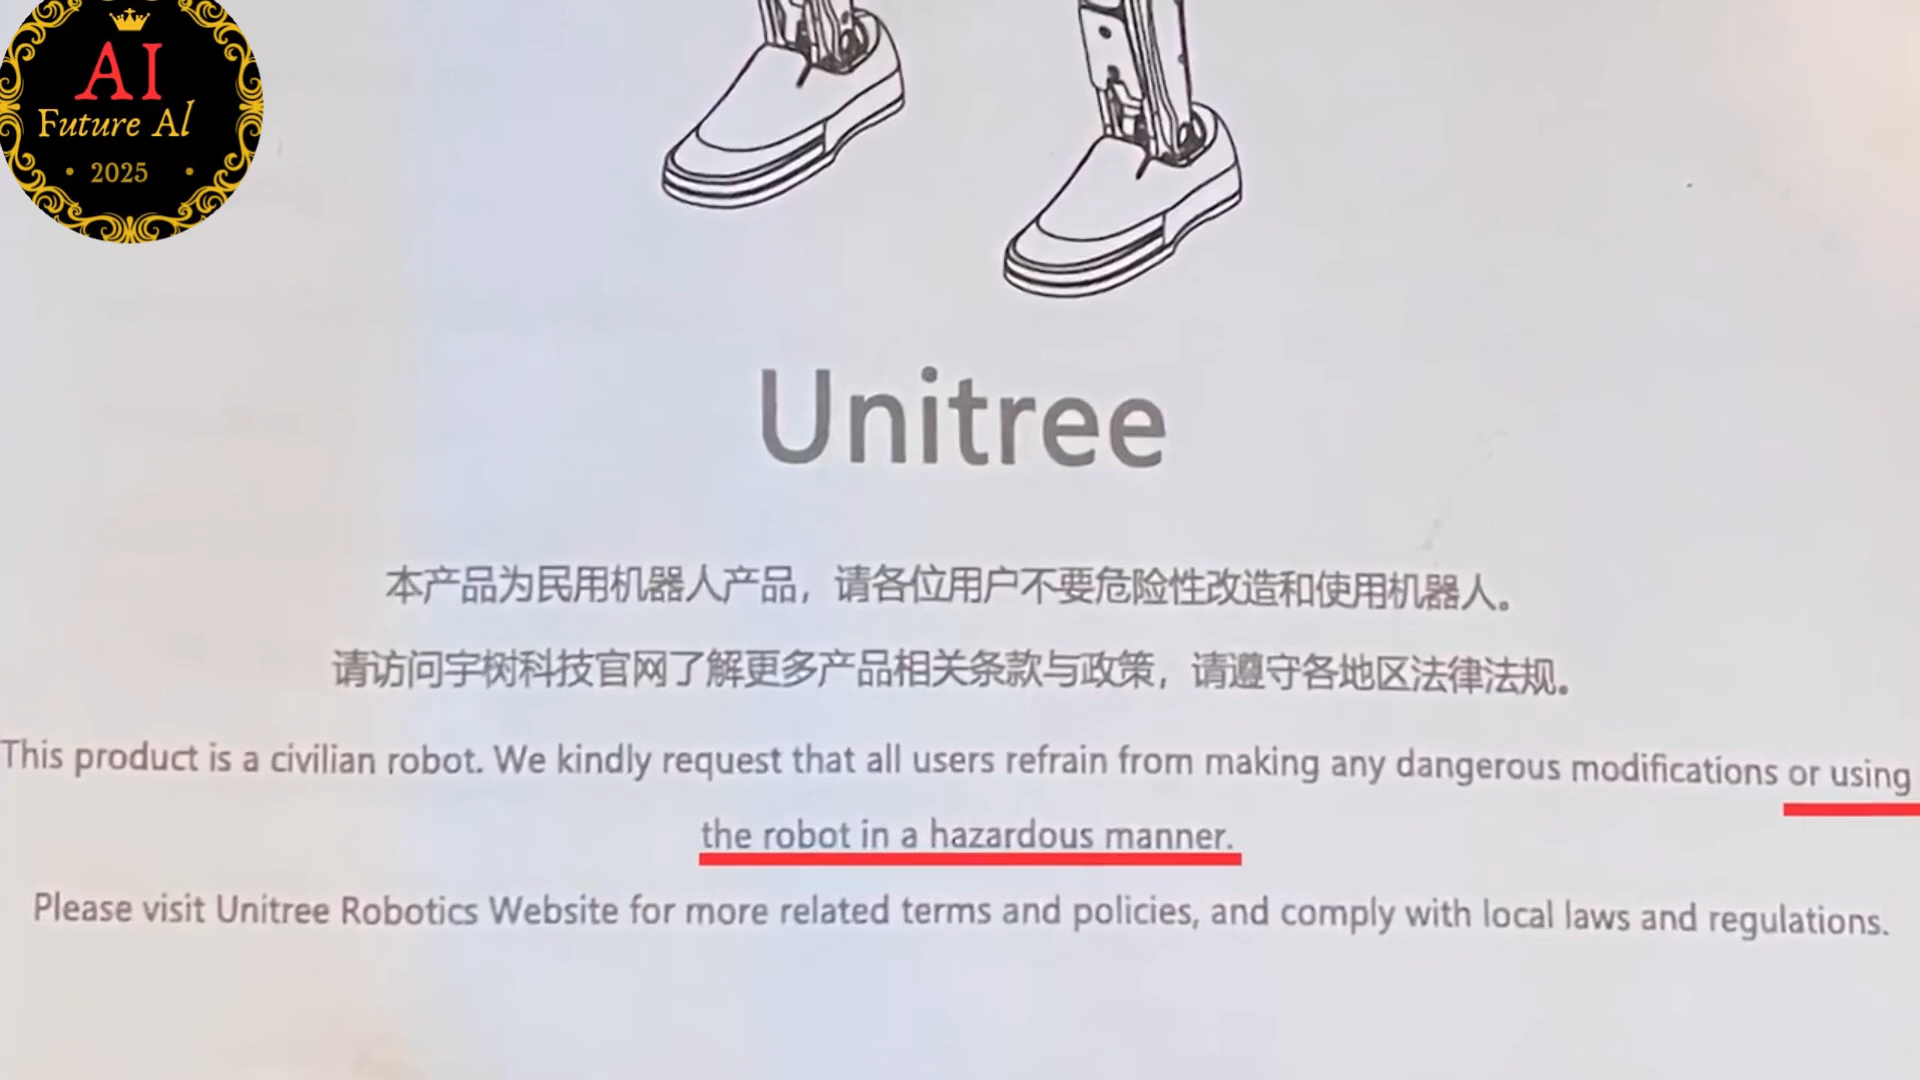 AI
Future AI
• 2025 •
Unitree
本产品为民用机器人产品，请各位用户不要危险性改造和使用机器人。
请访问宇树科技官网了解更多产品相关条款与政策，请遵守各地区法律法规。
This product is a civilian robot. We kindly request that all users refrain from making any dangerous modifications or using
the robot in a hazardous manner.
Please visit Unitree Robotics Website for more related terms and policies, and comply with local laws and regulations.